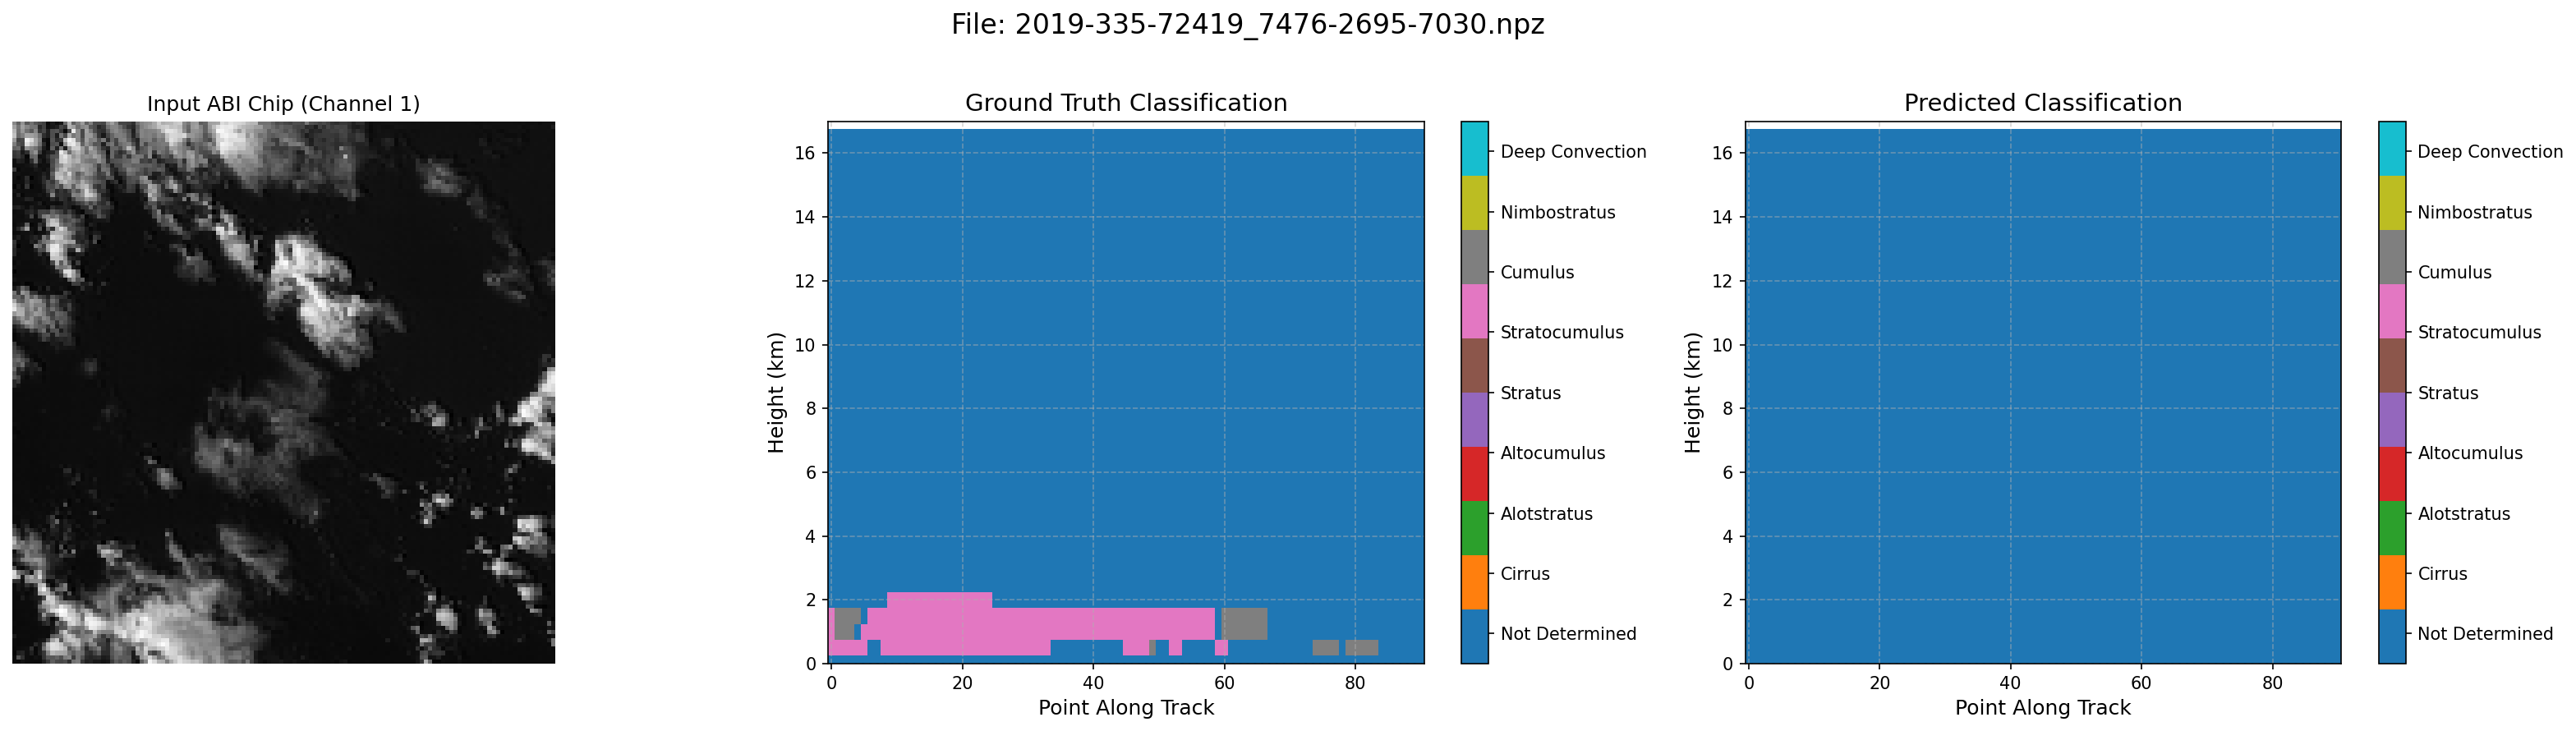 File: 2019-335-72419_7476-2695-7030.npz
Input ABI Chip (Channel 1)
Ground Truth Classification
Height (km)
16
14
12
10
8
6
4
2
0
0 20 40 60 80
Point Along Track
Deep Convection
Nimbostratus
Cumulus
Stratocumulus
Stratus
Altocumulus
Alotstratus
Cirrus
Not Determined
Predicted Classification
Height (km)
16
14
12
10
8
6
4
2
0
0 20 40 60 80
Point Along Track
Deep Convection
Nimbostratus
Cumulus
Stratocumulus
Stratus
Altocumulus
Alotstratus
Cirrus
Not Determined